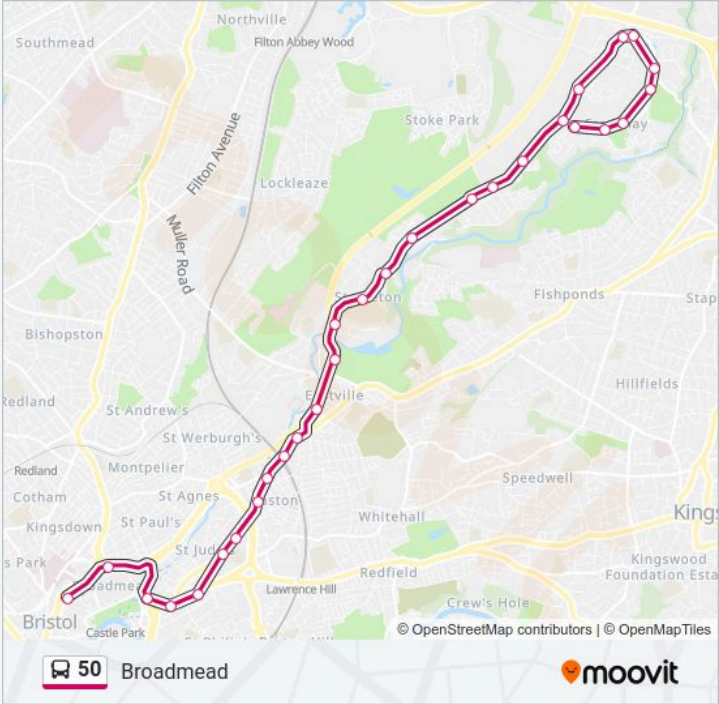 Northville
Southmead
Filton Abbey Wood
Stoke Park
Filton Avenue
Lockleaze
Muller Road
Fishponds
Stap
Bishopston
Hillfields
Redland
St Andrew's
St Werburgh's
Redland
Montpelier
Speedwell
Cotham
St Agnes
Kings
Kingsdown
St Paul's
Whitehall
s Park
St Jud
Redfield
Kingswood
Foundation Esta
Lawrence Hill
Crew's Hole
Bristol
Castle Park
© OpenStreetMap contributors | © OpenMapTiles
50 Broadmead
moovit